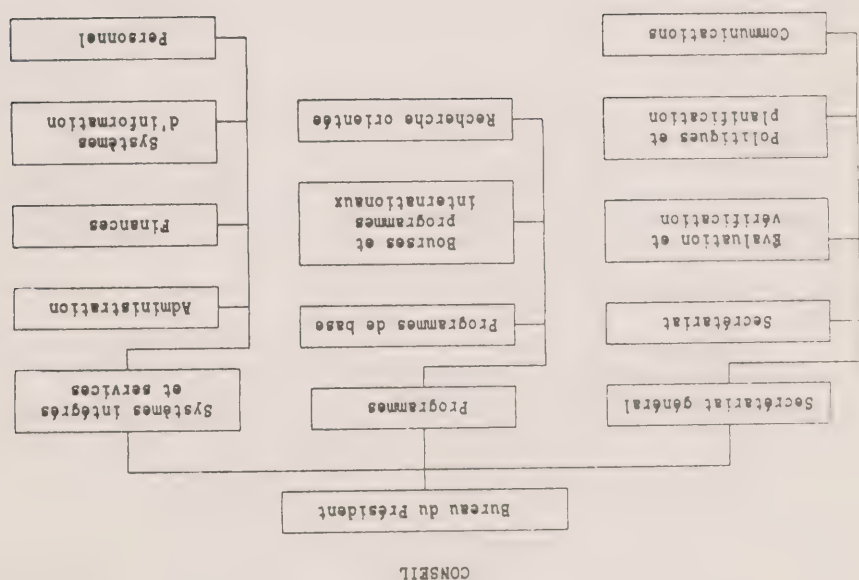 CONSEIL
Bureau du Président
Secrétariat général
Secrétariat
Évaluation et
vérification
Politiques et
planification
Communications
Programmes
Programmes de base
Bourses et
programmes
internationaux
Recherche orientée
Systèmes intégrés
et services
Administration
Finances
Systèmes
d'information
Personnel